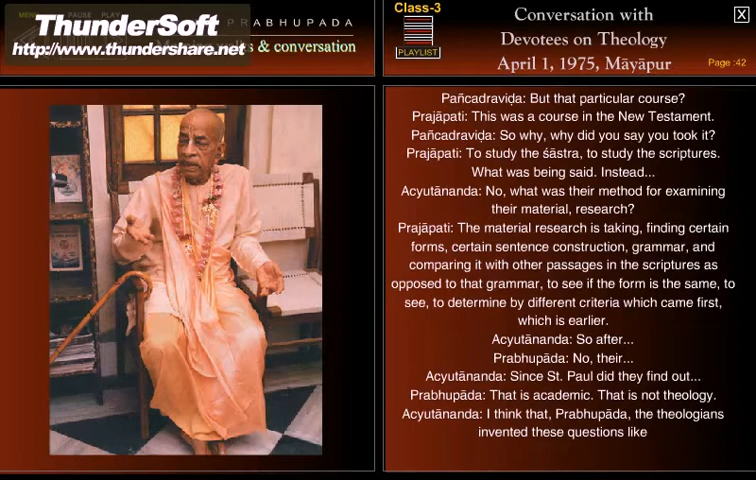 MENU PAUSE PLAY
ThunderSoft
PRABHUPADA
http://www.thundershare.net
& conversation
Class-3
PLAYLIST
Conversation with
Devotees on Theology
April 1, 1975, Māyāpur
X
Page :42
Pañcadraviḍa: But that particular course?
Prajāpati: This was a course in the New Testament.
Pañcadraviḍa: So why, why did you say you took it?
Prajāpati: To study the śāstra, to study the scriptures.
What was being said. Instead...
Acyutānanda: No, what was their method for examining
their material, research?
Prajāpati: The material research is taking, finding certain
forms, certain sentence construction, grammar, and
comparing it with other passages in the scriptures as
opposed to that grammar, to see if the form is the same, to
see, to determine by different criteria which came first,
which is earlier.
Acyutānanda: So after...
Prabhupāda: No, their...
Acyutānanda: Since St. Paul did they find out...
Prabhupāda: That is academic. That is not theology.
Acyutānanda: I think that, Prabhupāda, the theologians
invented these questions like